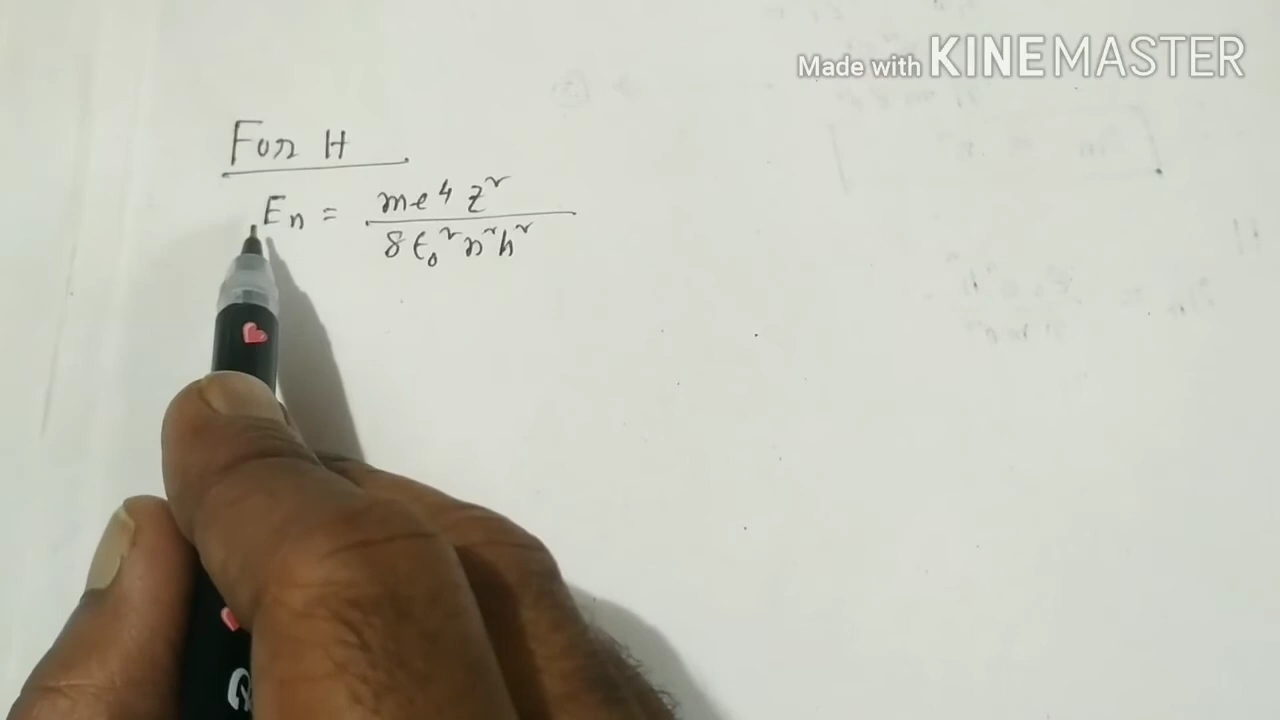 Made with KINEMASTER
For H
En = me⁴z² / 8ϵ₀²n²h²